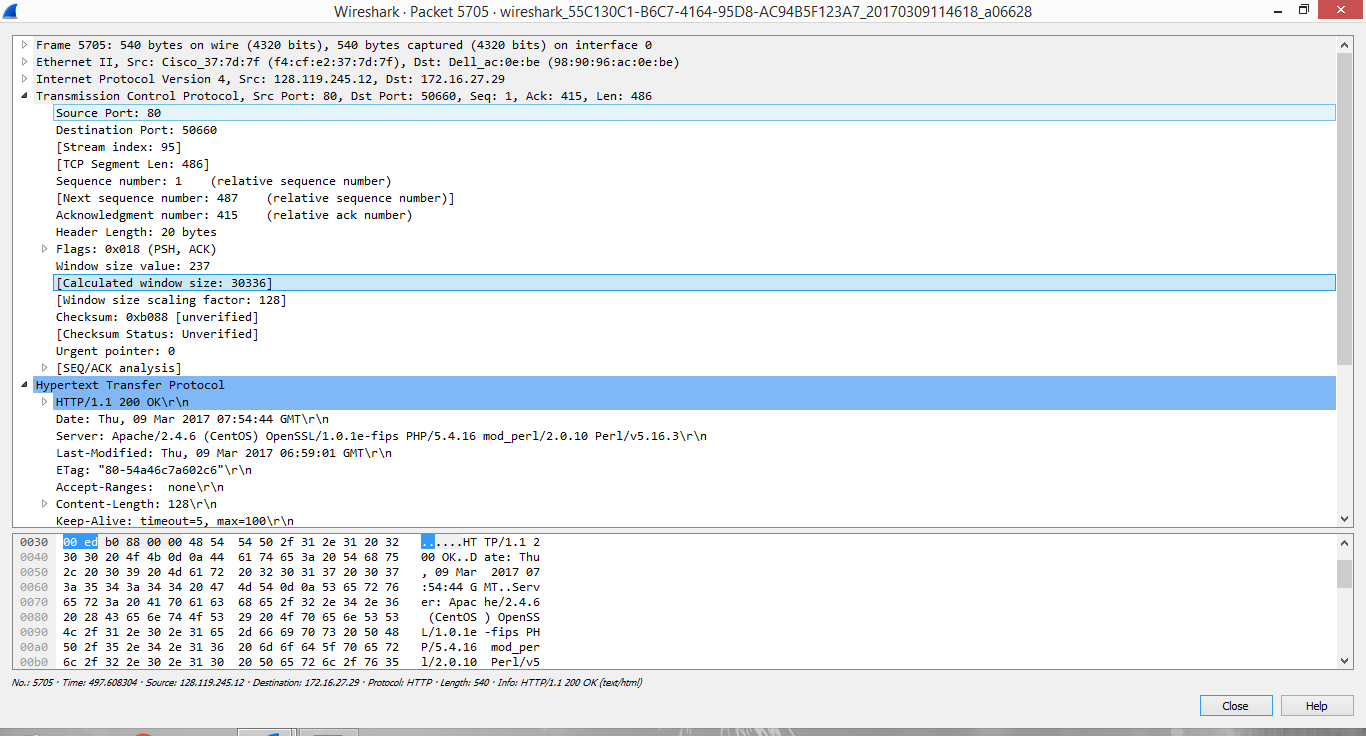 Wireshark · Packet 5705 · wireshark_55C130C1-B6C7-4164-95D8-AC94B5F123A7_20170309114618_a06628
Frame 5705: 540 bytes on wire (4320 bits), 540 bytes captured (4320 bits) on interface 0
Ethernet II, Src: Cisco_37:7d:7f (f4:cf:e2:37:7d:7f), Dst: Dell_ac:0e:be (98:90:96:ac:0e:be)
Internet Protocol Version 4, Src: 128.119.245.12, Dst: 172.16.27.29
Transmission Control Protocol, Src Port: 80, Dst Port: 50660, Seq: 1, Ack: 415, Len: 486
Source Port: 80
Destination Port: 50660
[Stream index: 95]
[TCP Segment Len: 486]
Sequence number: 1    (relative sequence number)
[Next sequence number: 487    (relative sequence number)]
Acknowledgment number: 415    (relative ack number)
Header Length: 20 bytes
Flags: 0x018 (PSH, ACK)
Window size value: 237
[Calculated window size: 30336]
[Window size scaling factor: 128]
Checksum: 0xb088 [unverified]
[Checksum Status: Unverified]
Urgent pointer: 0
[SEQ/ACK analysis]
Hypertext Transfer Protocol
HTTP/1.1 200 OK\r\n
Date: Thu, 09 Mar 2017 07:54:44 GMT\r\n
Server: Apache/2.4.6 (CentOS) OpenSSL/1.0.1e-fips PHP/5.4.16 mod_perl/2.0.10 Perl/v5.16.3\r\n
Last-Modified: Thu, 09 Mar 2017 06:59:01 GMT\r\n
ETag: "80-54a46c7a602c6"\r\n
Accept-Ranges:  none\r\n
Content-Length: 128\r\n
Keep-Alive: timeout=5, max=100\r\n
0030 00 ed b0 88 00 00 48 54 54 50 2f 31 2e 31 20 32 ......HT TP/1.1 2
0040 30 30 20 4f 4b 0d 0a 44 61 74 65 3a 20 54 68 75 00 OK..D ate: Thu
0050 2c 20 30 39 20 4d 61 72 20 32 30 31 37 20 30 37 , 09 Mar  2017 07
0060 3a 35 34 3a 34 34 20 47 4d 54 0d 0a 53 65 72 76 :54:44 G MT..Serv
0070 65 72 3a 20 41 70 61 63 68 65 2f 32 2e 34 2e 36 er: Apac he/2.4.6
0080 20 28 43 65 6e 74 4f 53 29 20 4f 70 65 6e 53 53 (CentOS ) OpenSS
0090 4c 2f 31 2e 30 2e 31 65 2d 66 69 70 73 20 50 48 L/1.0.1e -fips PH
00a0 50 2f 35 2e 34 2e 31 36 20 6d 6f 64 5f 70 65 72 P/5.4.16  mod_per
00b0 6c 2f 32 2e 30 2e 31 30 20 50 65 72 6c 2f 76 35 l/2.0.10  Perl/v5
No.: 5705 · Time: 497.608304 · Source: 128.119.245.12 · Destination: 172.16.27.29 · Protocol: HTTP · Length: 540 · Info: HTTP/1.1 200 OK (text/html)
Close
Help